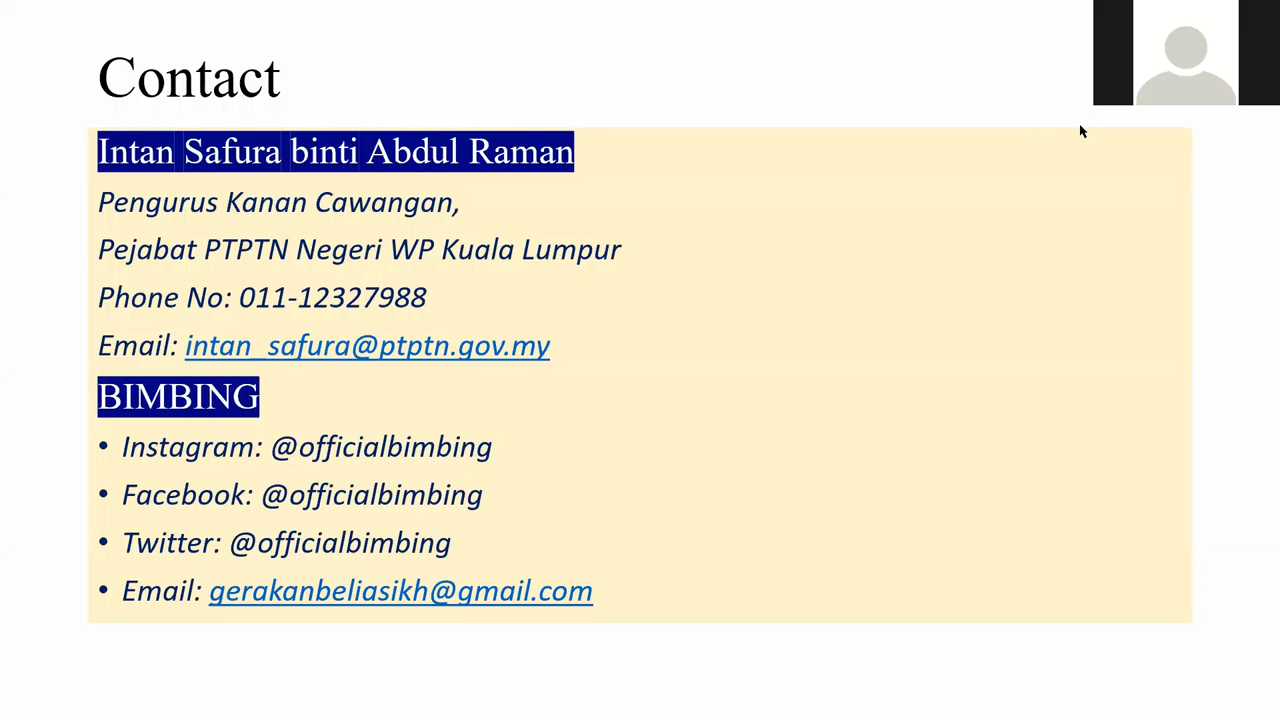 Contact
Intan Safura binti Abdul Raman
Pengurus Kanan Cawangan,
Pejabat PTPTN Negeri WP Kuala Lumpur
Phone No: 011-12327988
Email: intan_safura@ptptn.gov.my
BIMBING
• Instagram: @officialbimbing
• Facebook: @officialbimbing
• Twitter: @officialbimbing
• Email: gerakanbeliasikh@gmail.com